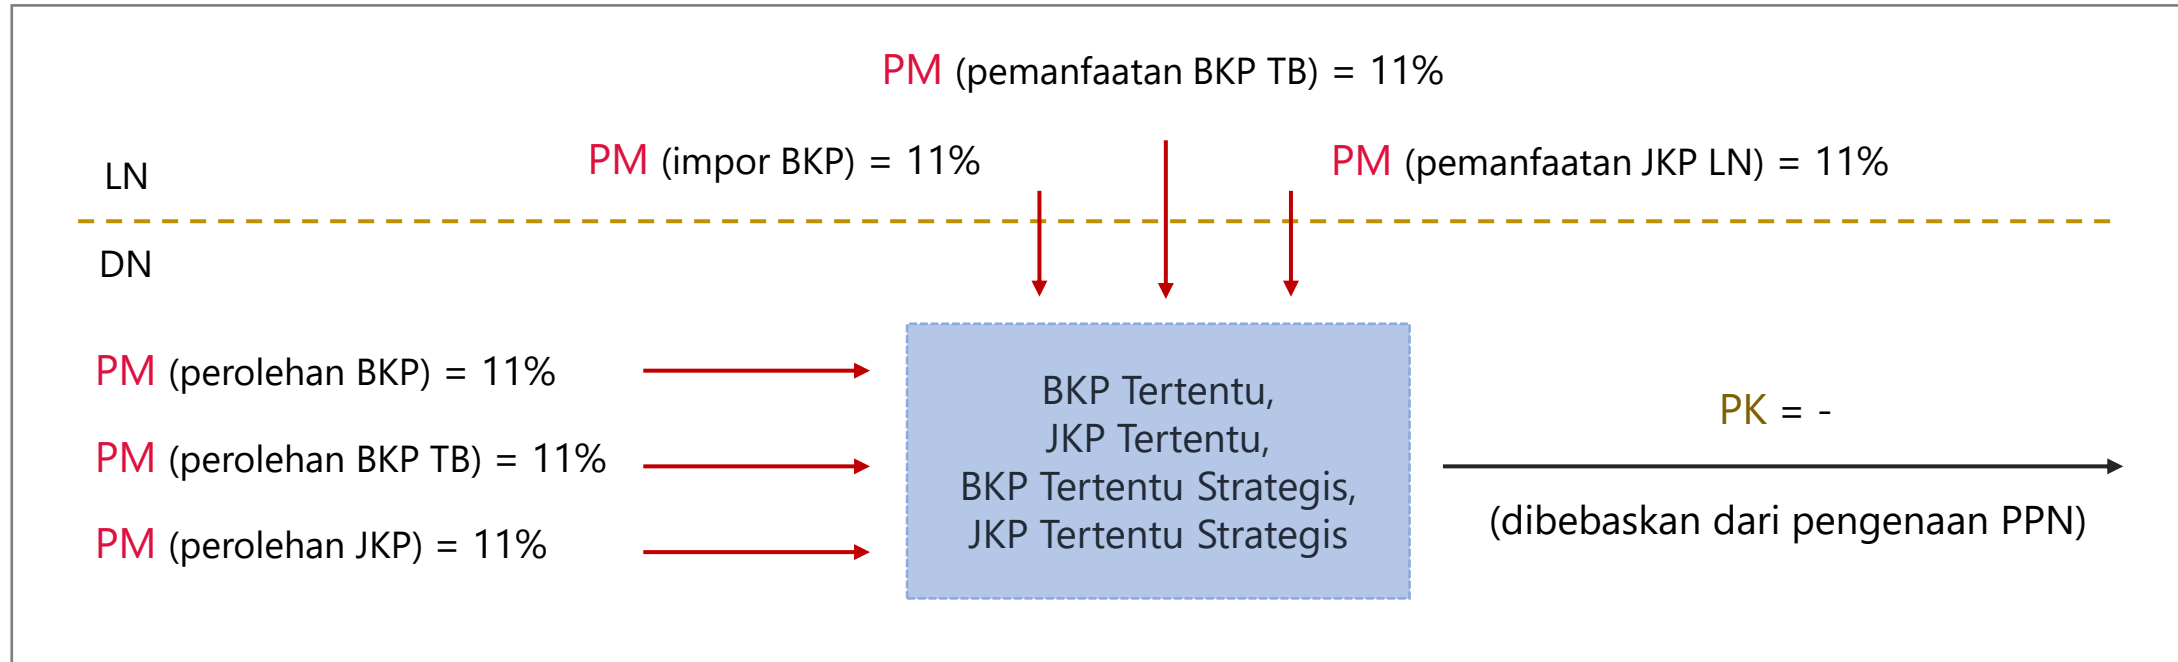 PM (pemanfaatan BKP TB) = 11%
PM (impor BKP) = 11%
PM (pemanfaatan JKP LN) = 11%
LN
DN
PM (perolehan BKP) = 11%
PM (perolehan BKP TB) = 11%
PM (perolehan JKP) = 11%
BKP Tertentu,
JKP Tertentu,
BKP Tertentu Strategis,
JKP Tertentu Strategis
PK = -
(dibebaskan dari pengenaan PPN)